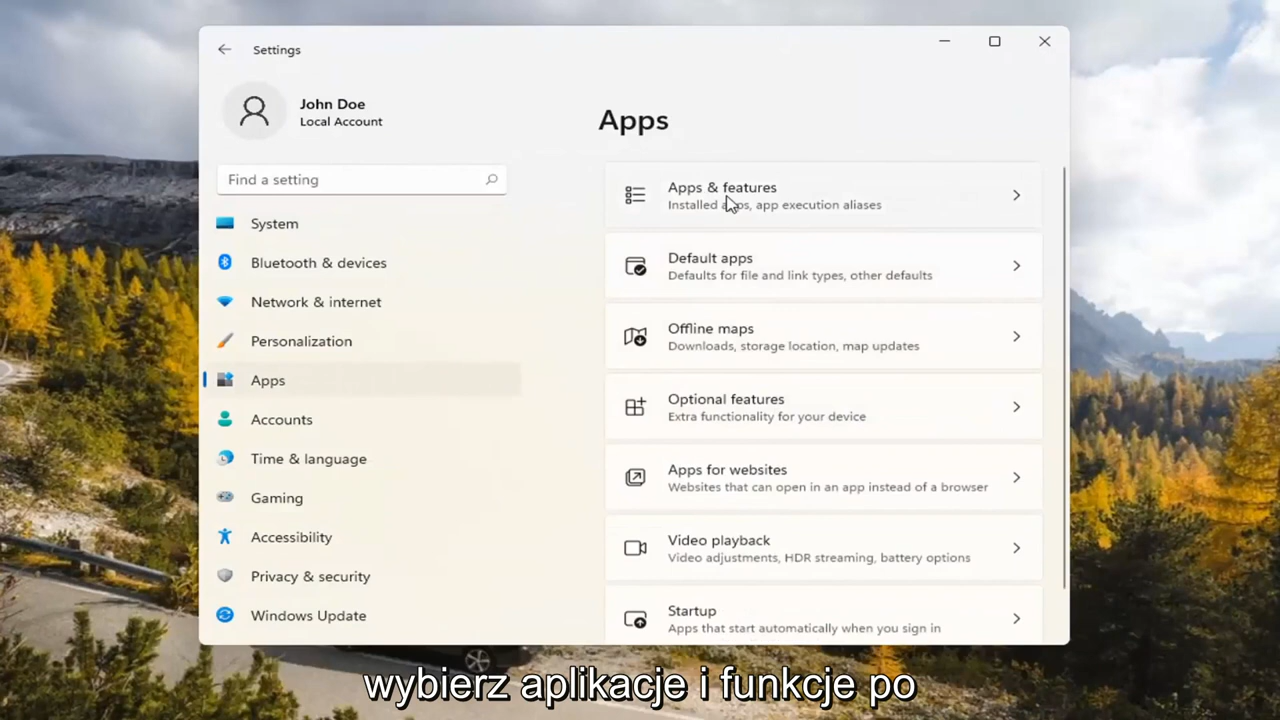 Settings
John Doe
Local Account
Find a setting
System
Bluetooth & devices
Network & internet
Personalization
Apps
Accounts
Time & language
Gaming
Accessibility
Privacy & security
Windows Update
Apps
Apps & features
Installed apps, app execution aliases
Default apps
Defaults for file and link types, other defaults
Offline maps
Downloads, storage location, map updates
Optional features
Extra functionality for your device
Apps for websites
Websites that can open in an app instead of a browser
Video playback
Video adjustments, HDR streaming, battery options
Startup
Apps that start automatically when you sign in
wybierz aplikacje i funkcje po